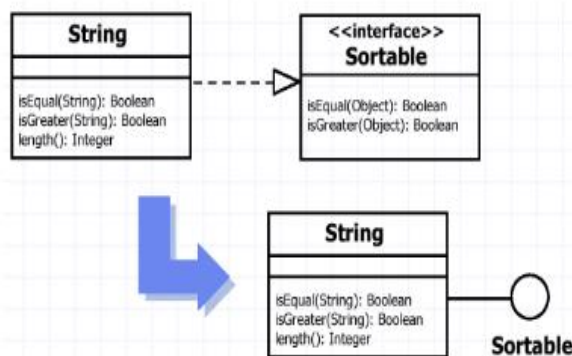 String
isEqual(String): Boolean
isGreater(String): Boolean
length(): Integer
<<interface>>
Sortable
isEqual(Object): Boolean
isGreater(Object): Boolean
String
isEqual(String): Boolean
isGreater(String): Boolean
length(): Integer
Sortable